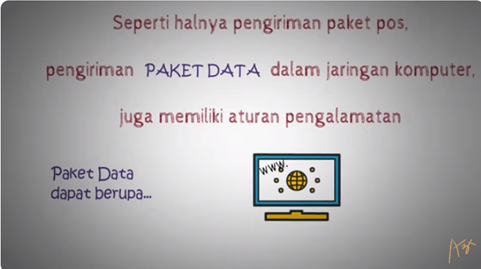 Seperti halnya pengiriman paket pos,
pengiriman PAKET DATA dalam jaringan komputer,
juga memiliki aturan pengalamatan
Paket Data
dapat berupa...
www.